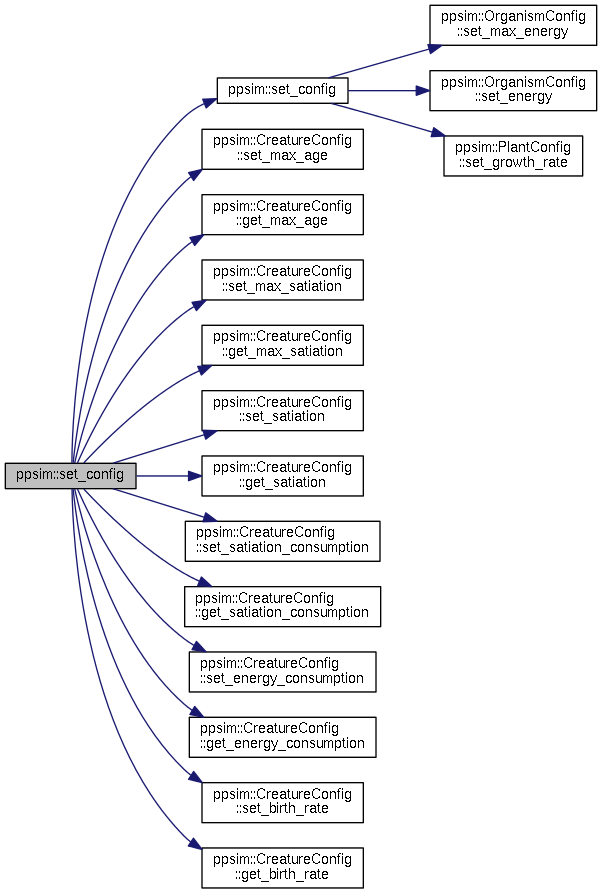 ppsim::set_config
ppsim::set_config
ppsim::OrganismConfig
::set_max_energy
ppsim::OrganismConfig
::set_energy
ppsim::PlantConfig
::set_growth_rate
ppsim::CreatureConfig
::set_max_age
ppsim::CreatureConfig
::get_max_age
ppsim::CreatureConfig
::set_max_satiation
ppsim::CreatureConfig
::get_max_satiation
ppsim::CreatureConfig
::set_satiation
ppsim::CreatureConfig
::get_satiation
ppsim::CreatureConfig
::set_satiation_consumption
ppsim::CreatureConfig
::get_satiation_consumption
ppsim::CreatureConfig
::set_energy_consumption
ppsim::CreatureConfig
::get_energy_consumption
ppsim::CreatureConfig
::set_birth_rate
ppsim::CreatureConfig
::get_birth_rate